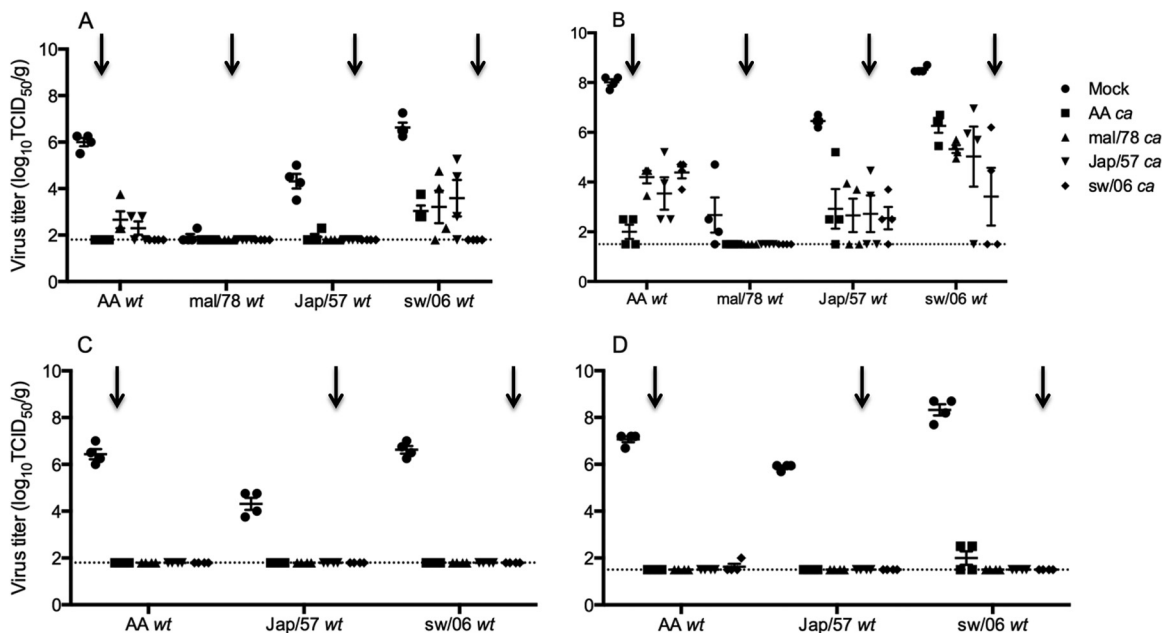 A
Virus titer (log10TCID50/g)
10
8
6
4
2
0
AA wt
mal/78 wt
Jap/57 wt
sw/06 wt
B
10
8
6
4
2
0
AA wt
mal/78 wt
Jap/57 wt
sw/06 wt
Mock
AA ca
mal/78 ca
Jap/57 ca
sw/06 ca
C
Virus titer (log10TCID50/g)
10
8
6
4
2
0
AA wt
Jap/57 wt
sw/06 wt
D
10
8
6
4
2
0
AA wt
Jap/57 wt
sw/06 wt